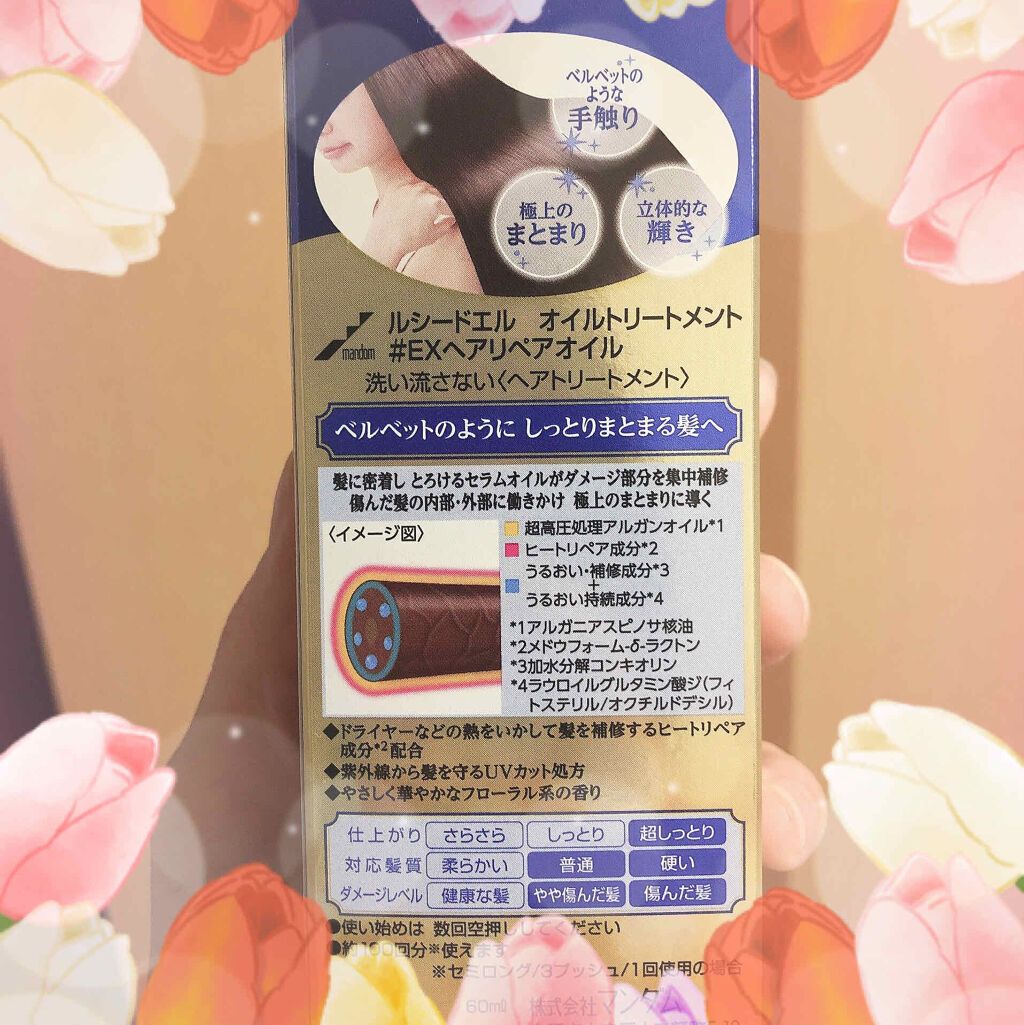 ベルベットの
ような
手触り
極上の
まとまり
立体的な
輝き
mandom
ルシードエル オイルトリートメント
#EXヘアリペアオイル
洗い流さない〈ヘアトリートメント〉
ベルベットのように しっとりまとまる髪へ
髪に密着し とろけるセラムオイルがダメージ部分を集中補修
傷んだ髪の内部・外部に働きかけ 極上のまとまりに導く
〈イメージ図〉
超高圧処理アルガンオイル*1
ヒートリペア成分*2
うるおい・補修成分*3
+
うるおい持続成分*4
*1アルガニアスピノサ核油
*2メドウフォーム-δ-ラクトン
*3加水分解コンキオリン
*4ラウロイルグルタミン酸ジ(フィ
トステリル/オクチルドデシル)
◆ドライヤーなどの熱をいかして髪を補修するヒートリペア
成分*2配合
◆紫外線から髪を守るUVカット処方
◆やさしく華やかなフローラル系の香り
仕上がり さらさら しっとり 超しっとり
対応髪質 柔らかい 普通 硬い
ダメージレベル 健康な髪 やや傷んだ髪 傷んだ髪
●使い始めは 数回空押ししてください
●約100回分※使えます
※セミロング/3プッシュ/1回使用の場合
60mℓ 株式会社マンダム